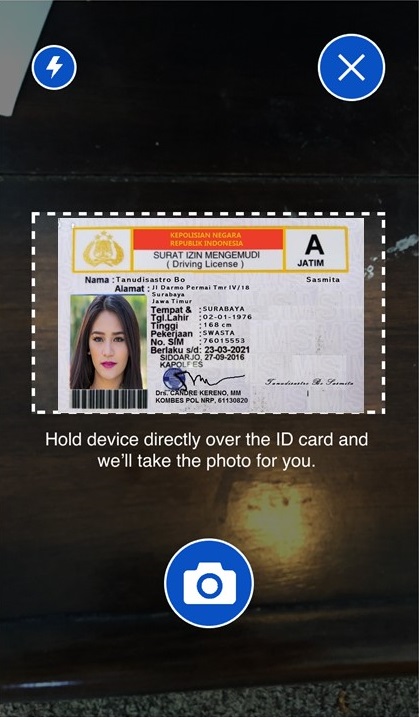 KEPOLISIAN NEGARA
REPUBLIK INDONESIA
SURAT IZIN MENGEMUDI
( Driving License )
A
JATIM
Nama : Tanudisastro Bo Sasmita
Alamat : Jl Darmo Permai Tmr IV/18
Surabaya
Jawa Timur
Tempat & : SURABAYA
Tgl.Lahir : 02-01-1976
Tinggi : 168 cm
Pekerjaan : SWASTA
No. SIM : 76015553
Berlaku s/d: 23-03-2021
SIDOARJO, 27-09-2016
KAPOLRES
Tanudisastro Bo Sasmita
Drs. CANDRE KERENO, MM
KOMBES POL NRP, 61130820
Hold device directly over the ID card and
we'll take the photo for you.